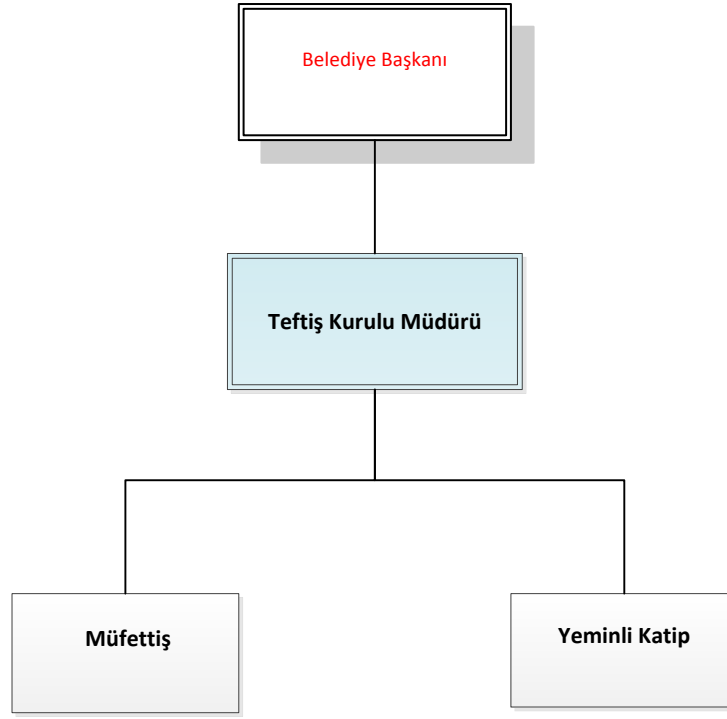 Belediye Başkanı
Teftiş Kurulu Müdürü
Müfettiş
Yeminli Katip